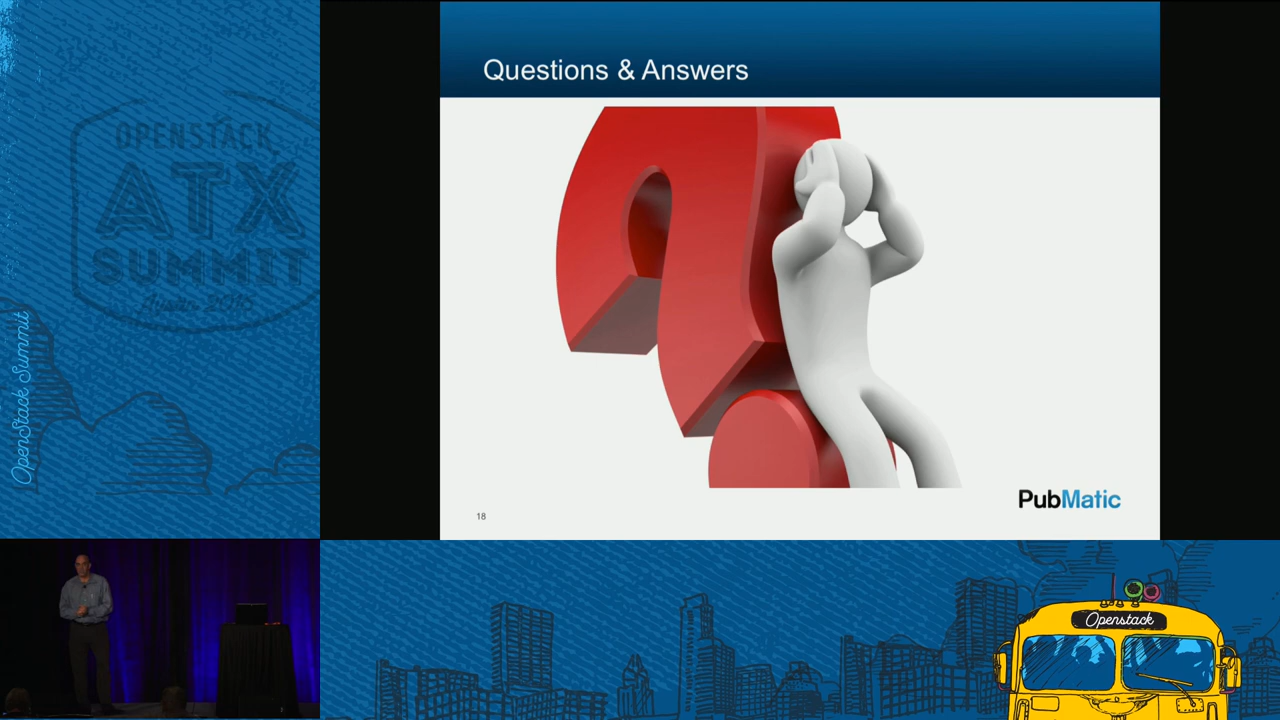 Questions & Answers
PubMatic
18
OPENSTACK
ATX
SUMMIT
Austin 2016
OpenStack Summit
Openstack